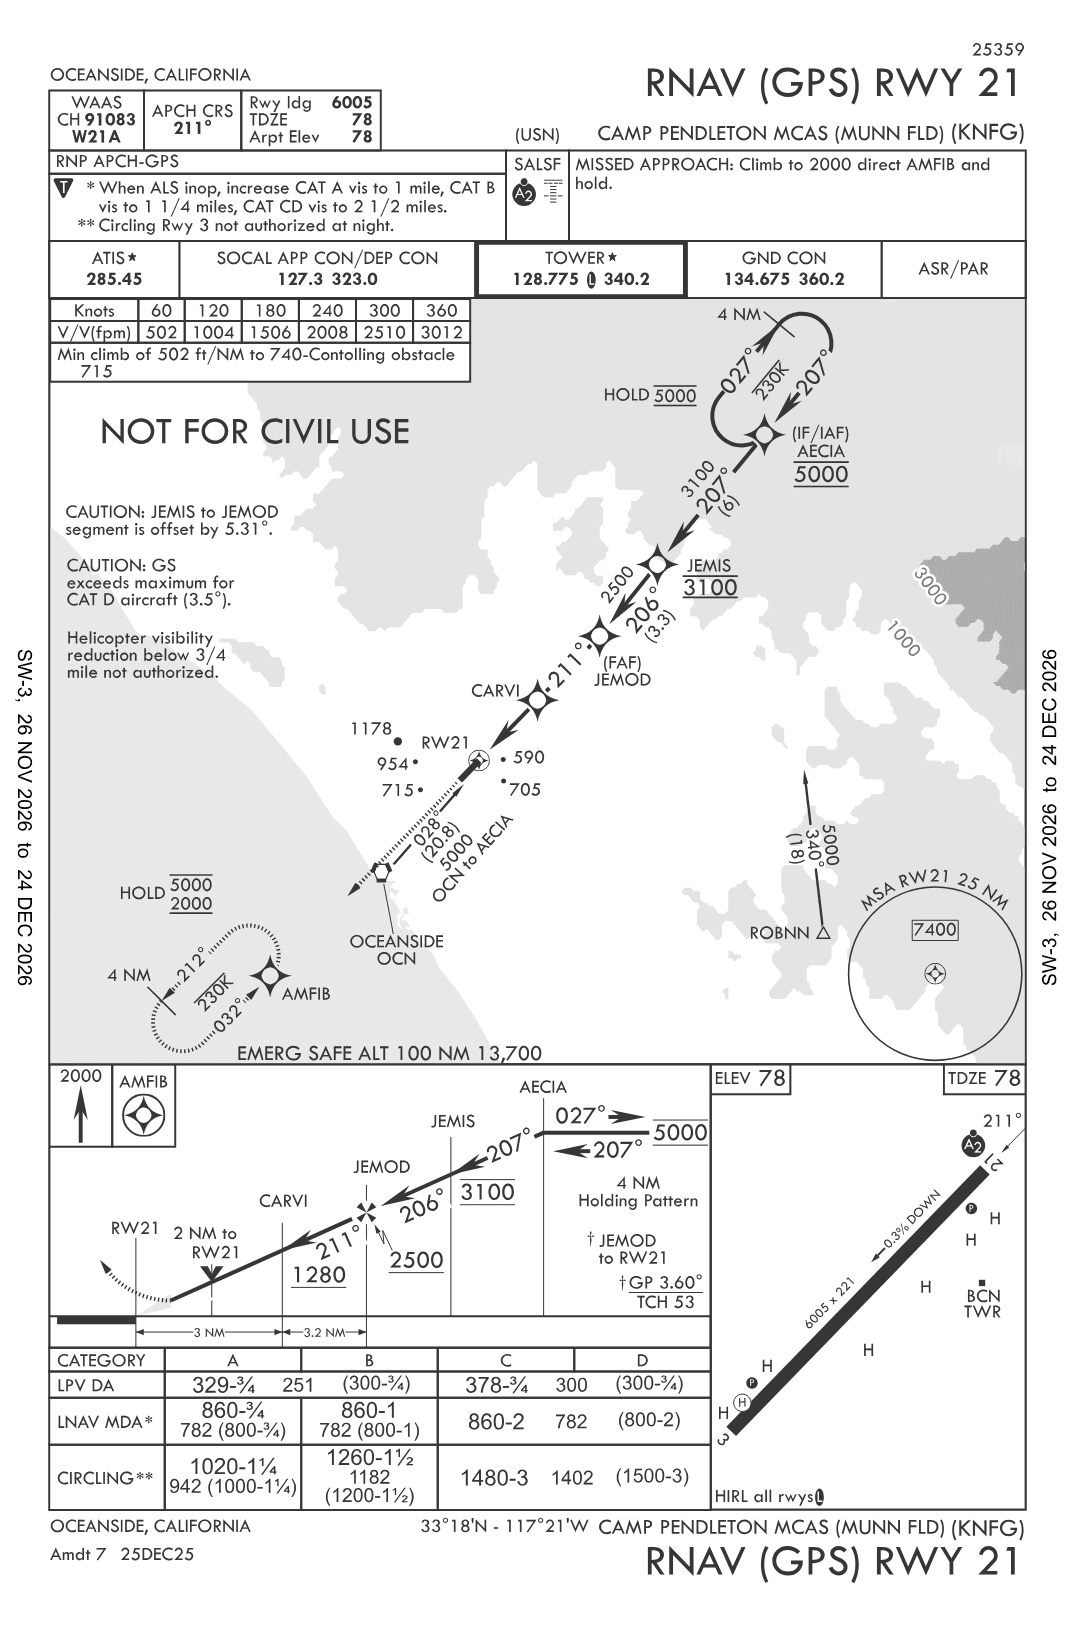 25359
OCEANSIDE, CALIFORNIA
RNAV (GPS) RWY 21
WAAS
CH 91083
W21A
APCH CRS
211°
Rwy ldg 6005
TDZE 78
Arpt Elev 78
(USN) CAMP PENDLETON MCAS (MUNN FLD) (KNFG)
RNP APCH-GPS
T
* When ALS inop, increase CAT A vis to 1 mile, CAT B
vis to 1 1/4 miles, CAT CD vis to 2 1/2 miles.
** Circling Rwy 3 not authorized at night.
SALSF
A2
MISSED APPROACH: Climb to 2000 direct AMFIB and
hold.
ATIS★
285.45
SOCAL APP CON/DEP CON
127.3 323.0
TOWER★
128.775 L 340.2
GND CON
134.675 360.2
ASR/PAR
Knots 60 120 180 240 300 360
V/V(fpm) 502 1004 1506 2008 2510 3012
Min climb of 502 ft/NM to 740-Contolling obstacle
715
NOT FOR CIVIL USE
CAUTION: JEMIS to JEMOD
segment is offset by 5.31°.
CAUTION: GS
exceeds maximum for
CAT D aircraft (3.5°).
Helicopter visibility
reduction below 3/4
mile not authorized.
4 NM
027°
230K
207°
HOLD 5000
(IF/IAF)
AECIA
5000
3100
207°
(6)
JEMIS
3100
2500
206°
(3.3)
(FAF)
JEMOD
211°
CARVI
3000
1000
1178
954
715
RW21
590
705
028°
(20.8)
5000
OCN to AECIA
OCEANSIDE
OCN
5000
340°
(18)
ROBNN
MSA RW21 25 NM
7400
HOLD 5000
2000
4 NM
212°
230K
032°
AMFIB
EMERG SAFE ALT 100 NM 13,700
SW-3, 26 NOV 2026 to 24 DEC 2026
SW-3, 26 NOV 2026 to 24 DEC 2026
2000
AMFIB
RW21
2 NM to
RW21
CARVI
JEMOD
JEMIS
AECIA
027°
207°
5000
207°
3100
206°
2500
211°
1280
4 NM
Holding Pattern
† JEMOD
to RW21
†GP 3.60°
TCH 53
3 NM
3.2 NM
ELEV 78
TDZE 78
211°
A2
21
P
H
H
0.3% DOWN
6005 x 221
H
BCN
TWR
H
H
P
H
H
3
HIRL all rwys L
CATEGORY A B C D
LPV DA 329-¾ 251 (300-¾) 378-¾ 300 (300-¾)
LNAV MDA* 860-¾ 782 (800-¾) 860-1 782 (800-1) 860-2 782 (800-2)
CIRCLING** 1020-1¼ 942 (1000-1¼) 1260-1½ 1182 (1200-1½) 1480-3 1402 (1500-3)
OCEANSIDE, CALIFORNIA
33°18'N - 117°21'W CAMP PENDLETON MCAS (MUNN FLD) (KNFG)
Amdt 7 25DEC25
RNAV (GPS) RWY 21